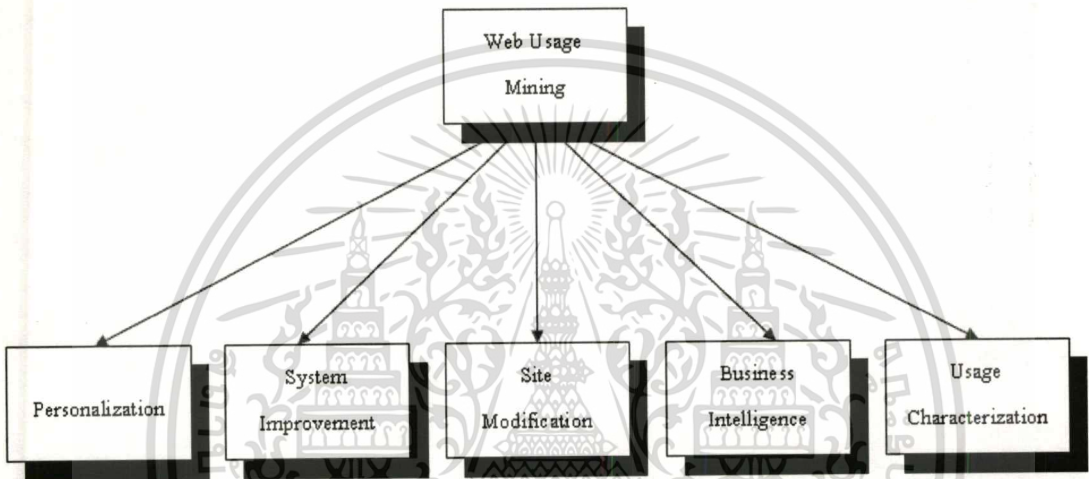 Web Usage
Mining
Personalization
System
Improvement
Site
Modification
Business
Intelligence
Usage
Characterization